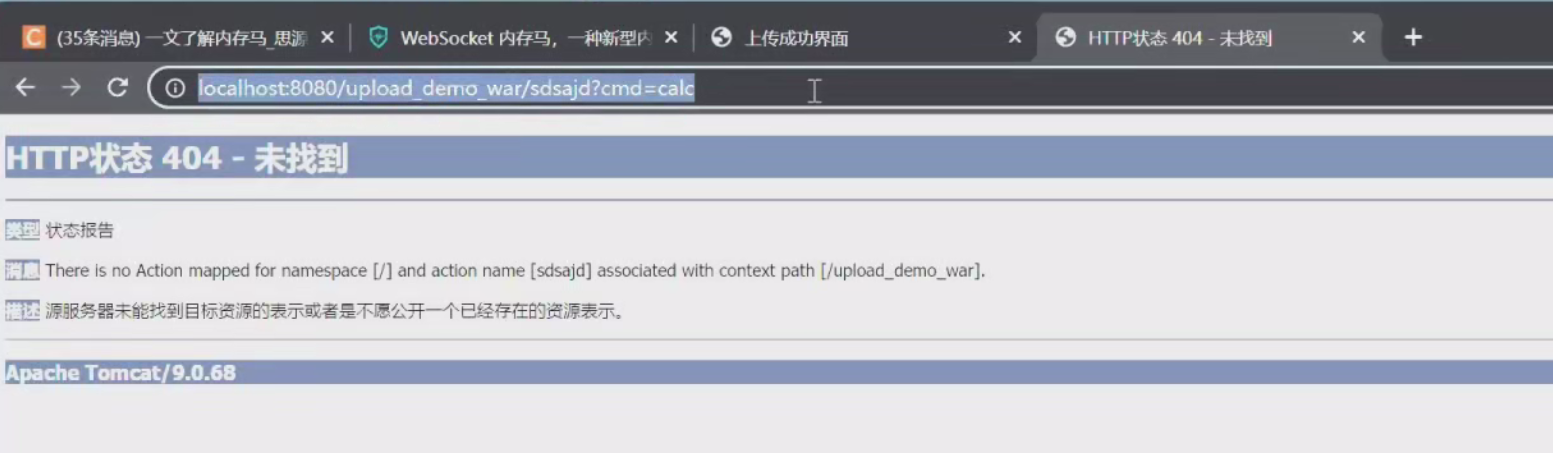 (35条消息) 一文了解内存马_思源
WebSocket 内存马，一种新型内
上传成功界面
HTTP状态 404 - 未找到
localhost:8080/upload_demo_war/sdsajd?cmd=calc
HTTP状态 404 - 未找到
类型 状态报告
消息 There is no Action mapped for namespace [/] and action name [sdsajd] associated with context path [/upload_demo_war].
描述 源服务器未能找到目标资源的表示或者是不愿公开一个已经存在的资源表示。
Apache Tomcat/9.0.68